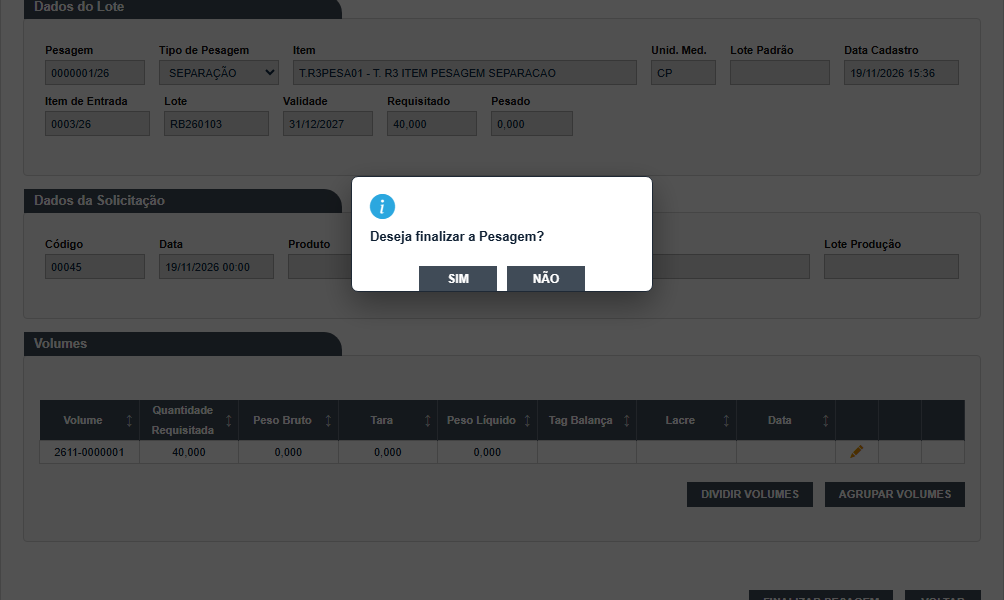 Dados do Lote
Pesagem Tipo de Pesagem Item Unid. Med. Lote Padrão Data Cadastro
0000001/26 SEPARAÇÃO T.R3PESA01 - T. R3 ITEM PESAGEM SEPARACAO CP 19/11/2026 15:36
Item de Entrada Lote Validade Requisitado Pesado
0003/26 RB260103 31/12/2027 40,000 0,000
Dados da Solicitação
Deseja finalizar a Pesagem?
SIM NÃO
Código Data Produto Lote Produção
00045 19/11/2026 00:00
Volumes
Volume Quantidade Requisitada Peso Bruto Tara Peso Líquido Tag Balança Lacre Data
2611-0000001 40,000 0,000 0,000 0,000
DIVIDIR VOLUMES AGRUPAR VOLUMES
FINALIZAR PESAGEM VOLTAR